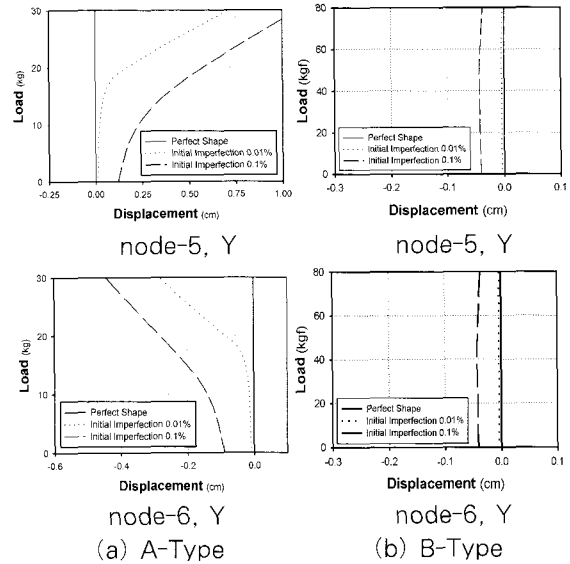 30
20
10
0
Load (kg)
Perfect Shape
Initial Imperfection 0.01%
Initial Imperfection 0.1%
-0.25 0.00 0.25 0.50 0.75 1.00
Displacement (cm)
node-5, Y
80
60
40
20
0
Load (kgf)
Perfect Shape
Initial Imperfection 0.01%
Initial Imperfection 0.1%
-0.3 -0.2 -0.1 0.0 0.1
Displacement (cm)
node-5, Y
30
20
10
0
Load (kg)
Perfect Shape
Initial Imperfection 0.01%
Initial Imperfection 0.1%
-0.6 -0.4 -0.2 0.0
Displacement (cm)
node-6, Y
(a) A-Type
80
60
40
20
0
Load (kgf)
Perfect Shape
Initial Imperfection 0.01%
Initial Imperfection 0.1%
-0.3 -0.2 -0.1 0.0 0.1
Displacement (cm)
node-6, Y
(b) B-Type